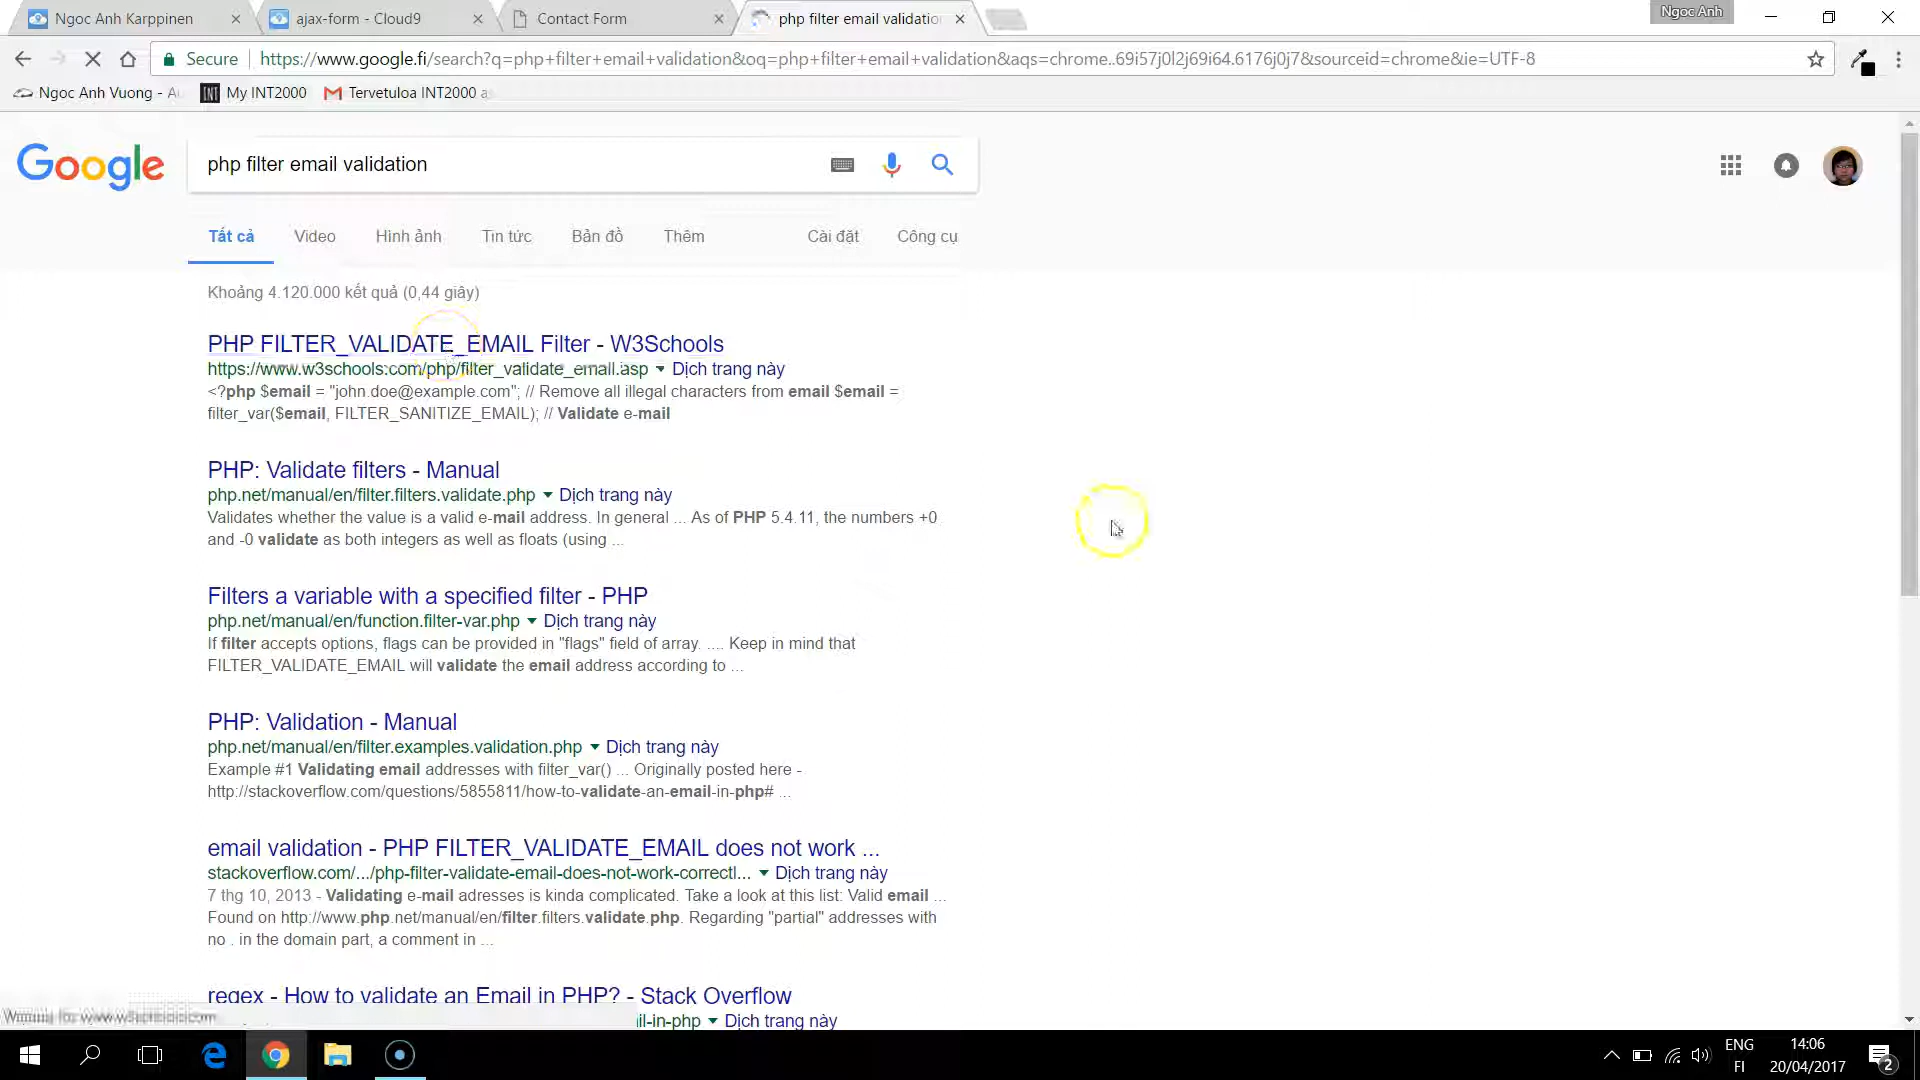 Ngoc Anh Karppinen
ajax-form - Cloud9
Contact Form
php filter email validation
Ngoc Anh
Secure
https://www.google.fi/search?q=php+filter+email+validation&oq=php+filter+email+validation&aqs=chrome..69i57j0l2j69i64.6176j0j7&sourceid=chrome&ie=UTF-8
Ngoc Anh Vuong - Au
INT My INT2000
Tervetuloa INT2000 as
Google
php filter email validation
Tất cả
Video
Hình ảnh
Tin tức
Bản đồ
Thêm
Cài đặt
Công cụ
Khoảng 4.120.000 kết quả (0,44 giây)
PHP FILTER_VALIDATE_EMAIL Filter - W3Schools
https://www.w3schools.com/php/filter_validate_email.asp Dịch trang này
<?php $email = "john.doe@example.com"; // Remove all illegal characters from email $email =
filter_var($email, FILTER_SANITIZE_EMAIL); // Validate e-mail
PHP: Validate filters - Manual
php.net/manual/en/filter.filters.validate.php Dịch trang này
Validates whether the value is a valid e-mail address. In general ... As of PHP 5.4.11, the numbers +0
and -0 validate as both integers as well as floats (using ...
Filters a variable with a specified filter - PHP
php.net/manual/en/function.filter-var.php Dịch trang này
If filter accepts options, flags can be provided in "flags" field of array. .... Keep in mind that
FILTER_VALIDATE_EMAIL will validate the email address according to ...
PHP: Validation - Manual
php.net/manual/en/filter.examples.validation.php Dịch trang này
Example #1 Validating email addresses with filter_var() ... Originally posted here -
http://stackoverflow.com/questions/5855811/how-to-validate-an-email-in-php# ...
email validation - PHP FILTER_VALIDATE_EMAIL does not work ...
stackoverflow.com/.../php-filter-validate-email-does-not-work-correctl... Dịch trang này
7 thg 10, 2013 - Validating e-mail adresses is kinda complicated. Take a look at this list: Valid email ...
Found on http://www.php.net/manual/en/filter.filters.validate.php. Regarding "partial" addresses with
no . in the domain part, a comment in ...
regex - How to validate an Email in PHP? - Stack Overflow
il-in-php Dịch trang này
ENG
FI
14:06
20/04/2017
2